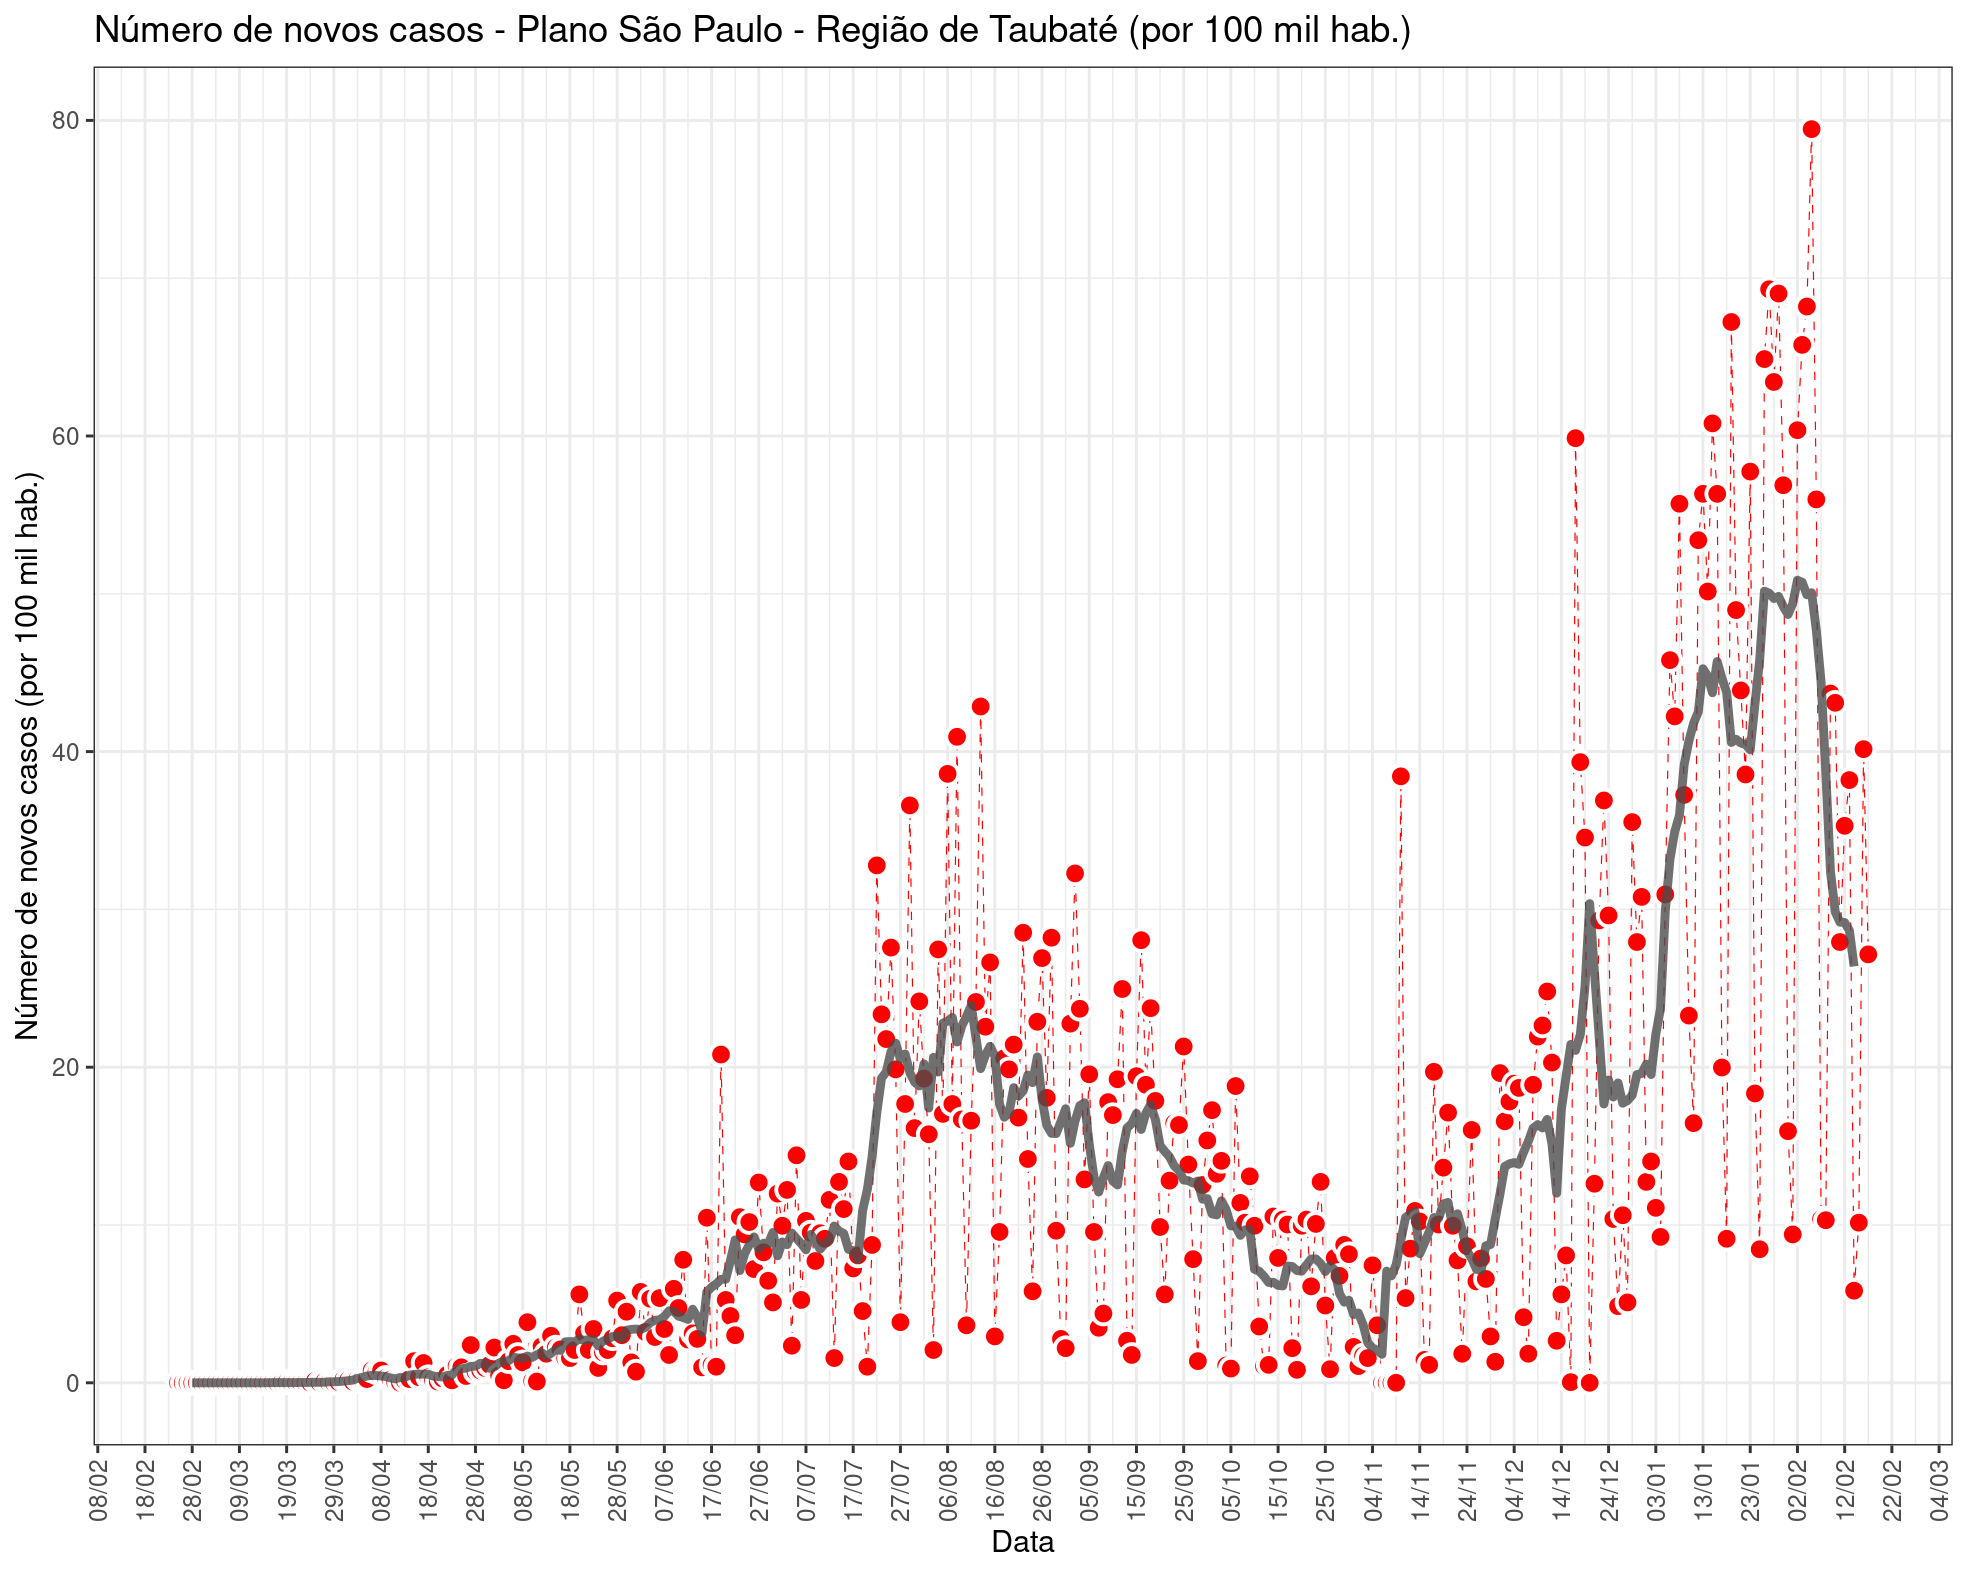 Número de novos casos - Plano São Paulo - Região de Taubaté (por 100 mil hab.)
Número de novos casos (por 100 mil hab.)
80
60
40
20
0
08/02 18/02 28/02 09/03 19/03 29/03 08/04 18/04 28/04 08/05 18/05 28/05 07/06 17/06 27/06 07/07 17/07 27/07 06/08 16/08 26/08 05/09 15/09 25/09 05/10 15/10 25/10 04/11 14/11 24/11 04/12 14/12 24/12 03/01 13/01 23/01 02/02 12/02 22/02 04/03
Data